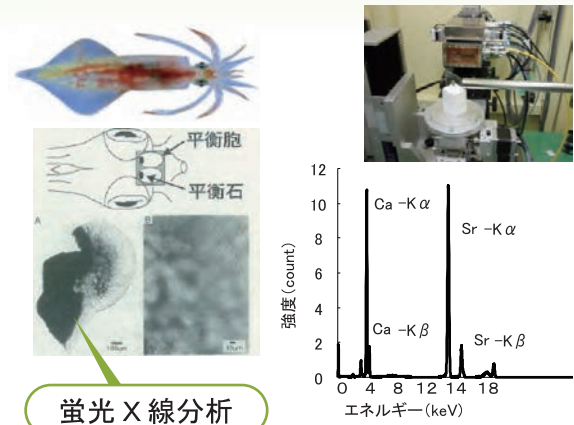 平衡胞
平衡石
A
B
100μm
蛍光X線分析
12
10
8
6
4
2
0
強度(count)
Ca-Kα
Sr-Kα
Ca-Kβ
Sr-Kβ
0 4 8 12 14 18
エネルギー(keV)